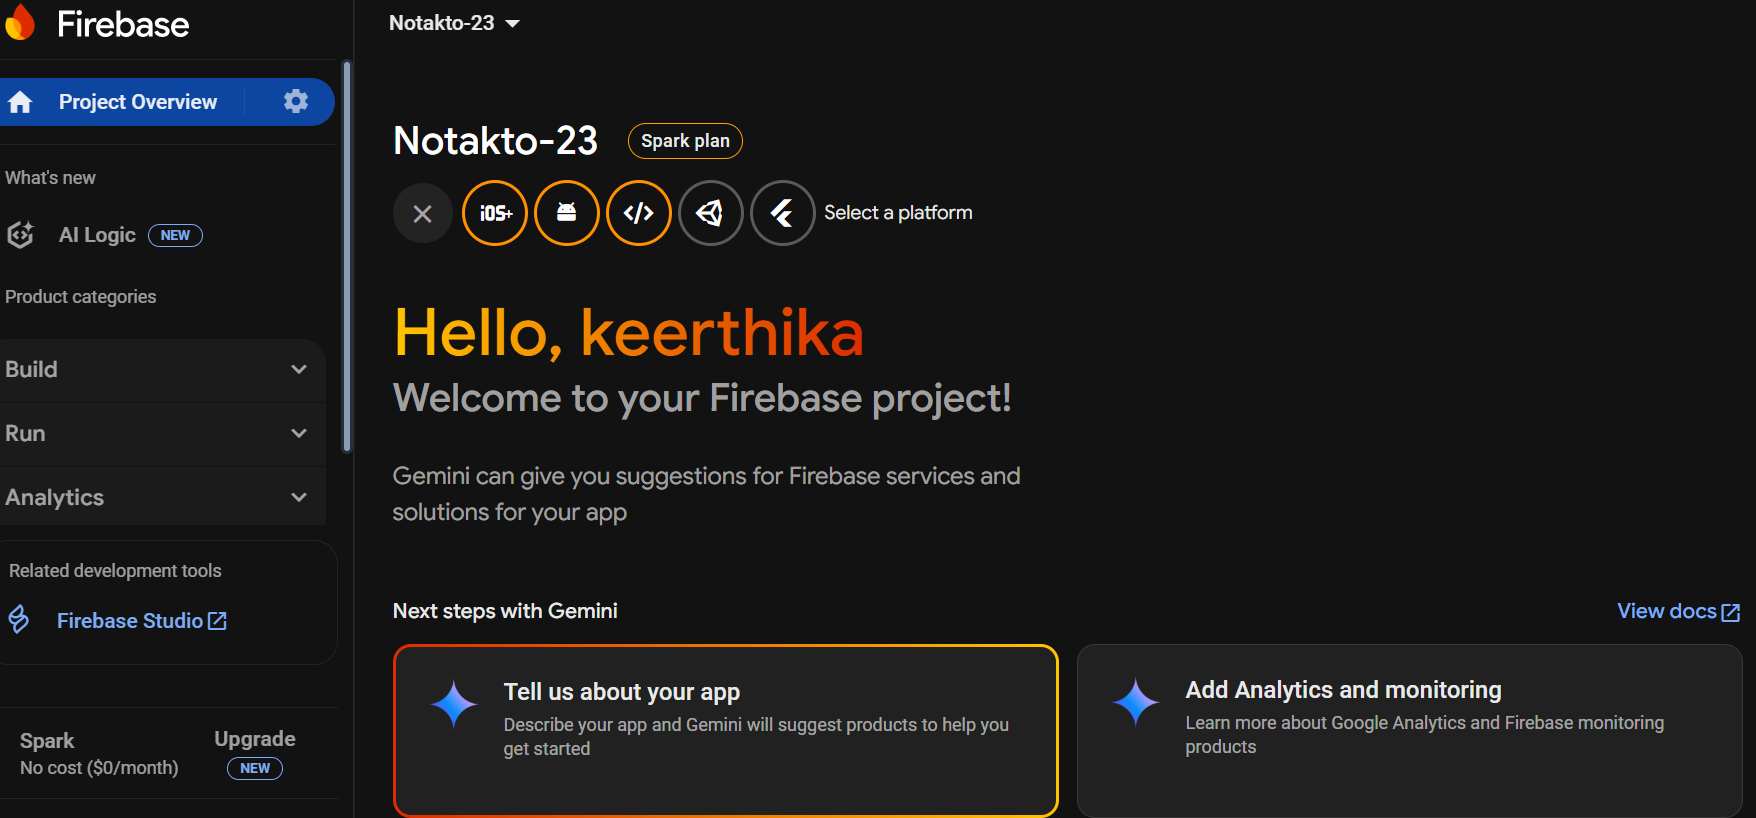 Firebase
Project Overview
What's new
AI Logic NEW
Product categories
Build
Run
Analytics
Related development tools
Firebase Studio
Spark
No cost ($0/month)
Upgrade
NEW
Notakto-23
Notakto-23 Spark plan
iOS+ </> Select a platform
Hello, keerthika
Welcome to your Firebase project!
Gemini can give you suggestions for Firebase services and
solutions for your app
Next steps with Gemini
View docs
Tell us about your app
Describe your app and Gemini will suggest products to help you
get started
Add Analytics and monitoring
Learn more about Google Analytics and Firebase monitoring
products